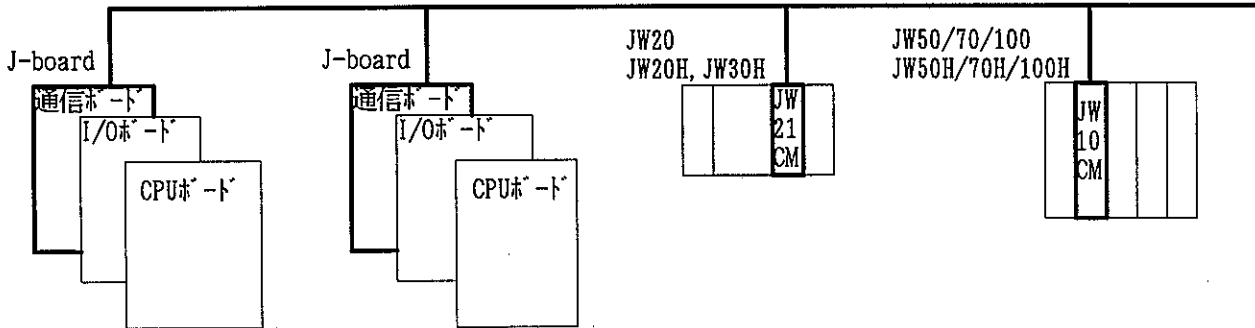 J-board
通信ボード
I/Oボード
CPUボード
J-board
通信ボード
I/Oボード
CPUボード
JW20
JW20H, JW30H
JW
21
CM
JW50/70/100
JW50H/70H/100H
JW
10
CM